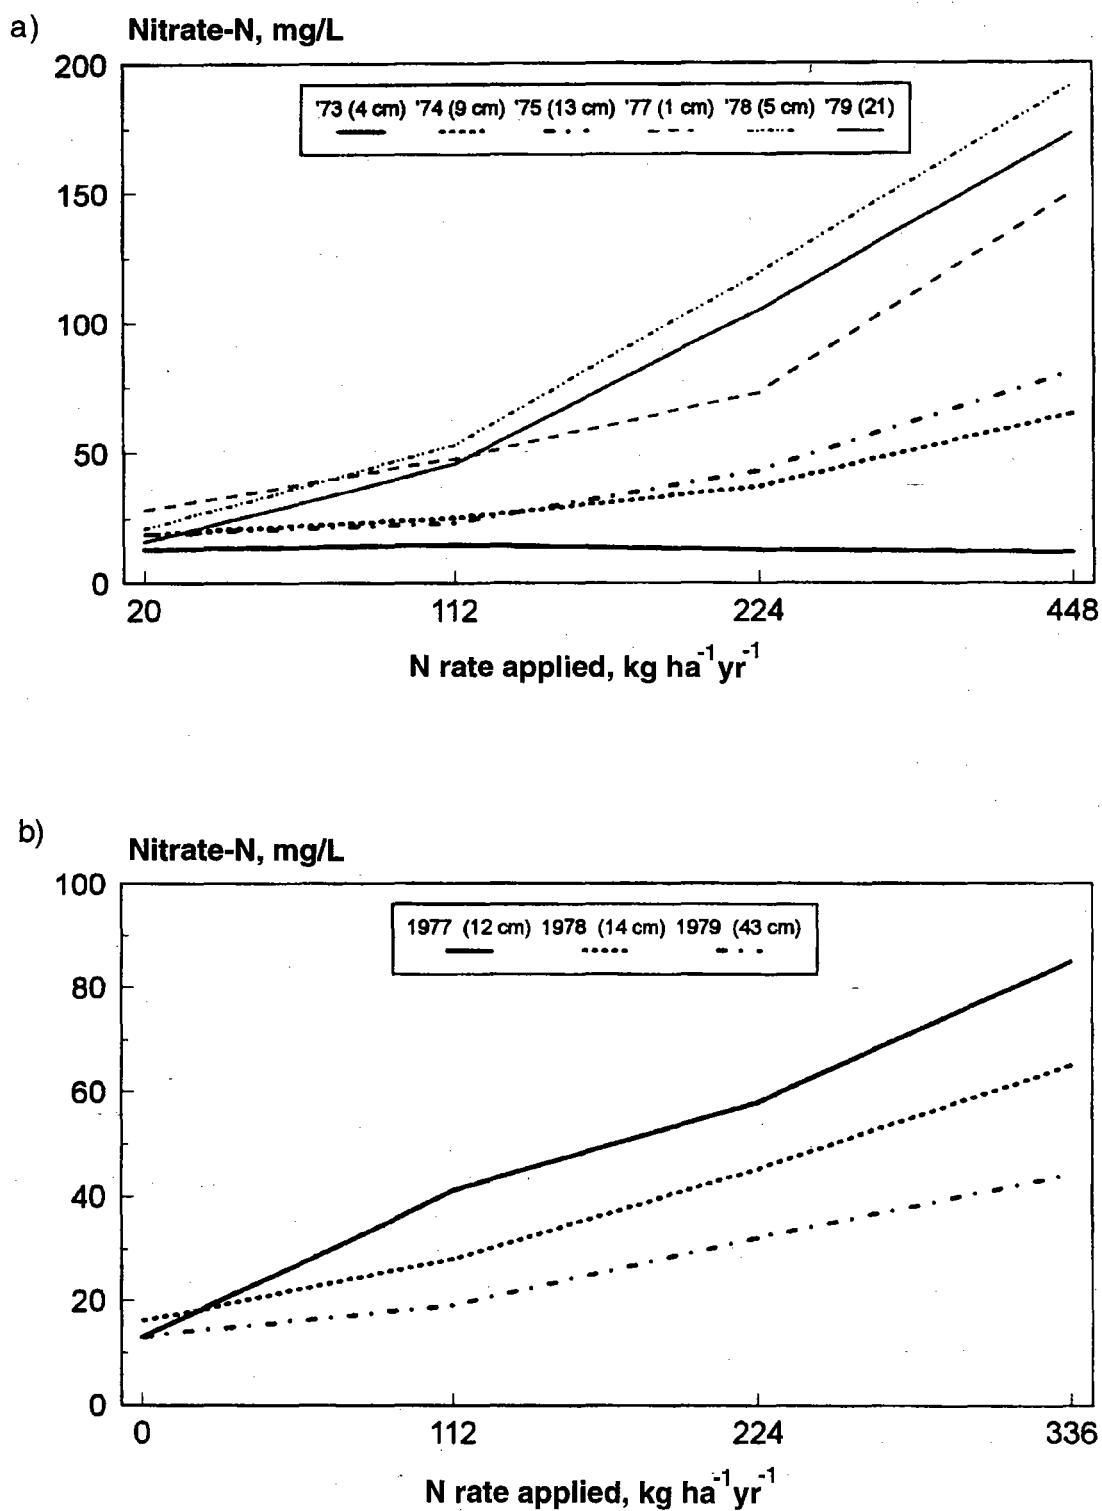 a)
Nitrate-N, mg/L
200
'73 (4 cm) '74 (9 cm) '75 (13 cm) '77 (1 cm) '78 (5 cm) '79 (21)
150
100
50
0
20 112 224 448
N rate applied, kg ha-1yr-1
b)
Nitrate-N, mg/L
100
1977 (12 cm) 1978 (14 cm) 1979 (43 cm)
80
60
40
20
0
0 112 224 336
N rate applied, kg ha-1yr-1